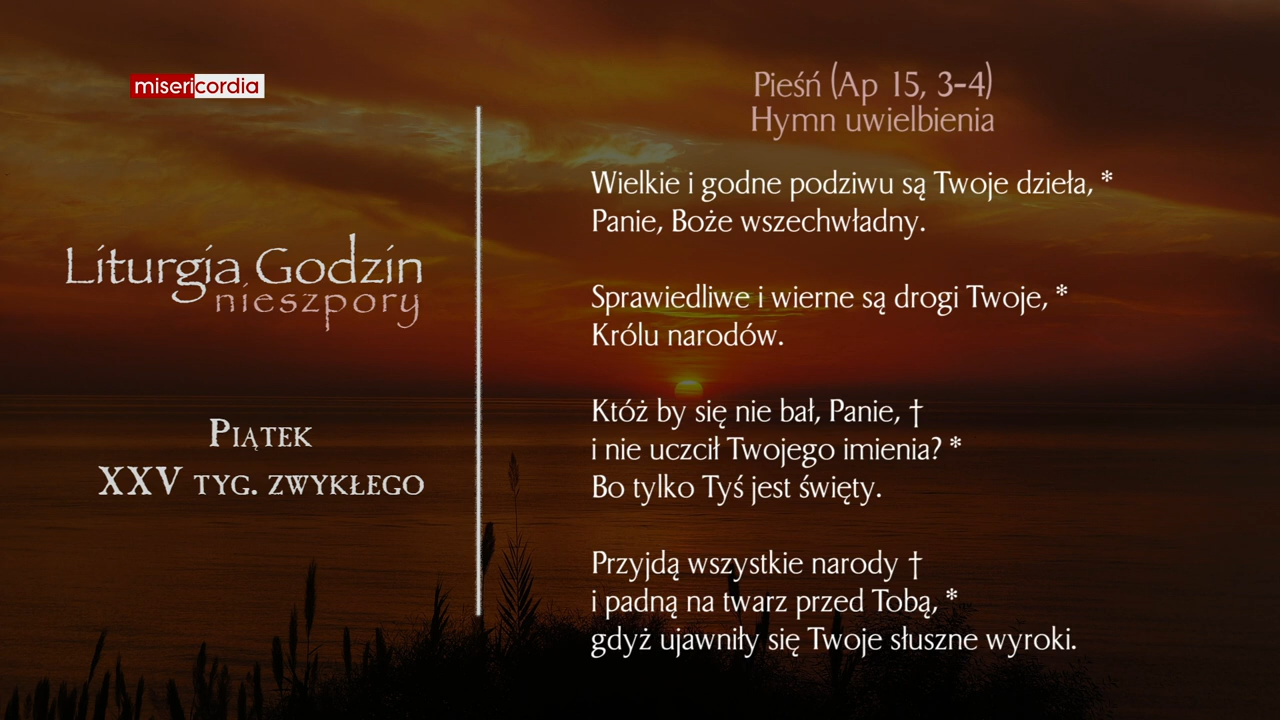 misericordia
Liturgia Godzin
nieszpory
Piątek
XXV tyg. zwykłego
Pieśń (Ap 15, 3-4)
Hymn uwielbienia
Wielkie i godne podziwu są Twoje dzieła, *
Panie, Boże wszechwładny.
Sprawiedliwe i wierne są drogi Twoje, *
Królu narodów.
Któż by się nie bał, Panie, †
i nie uczcił Twojego imienia? *
Bo tylko Tyś jest święty.
Przyjdą wszystkie narody †
i padną na twarz przed Tobą, *
gdyż ujawniły się Twoje słuszne wyroki.